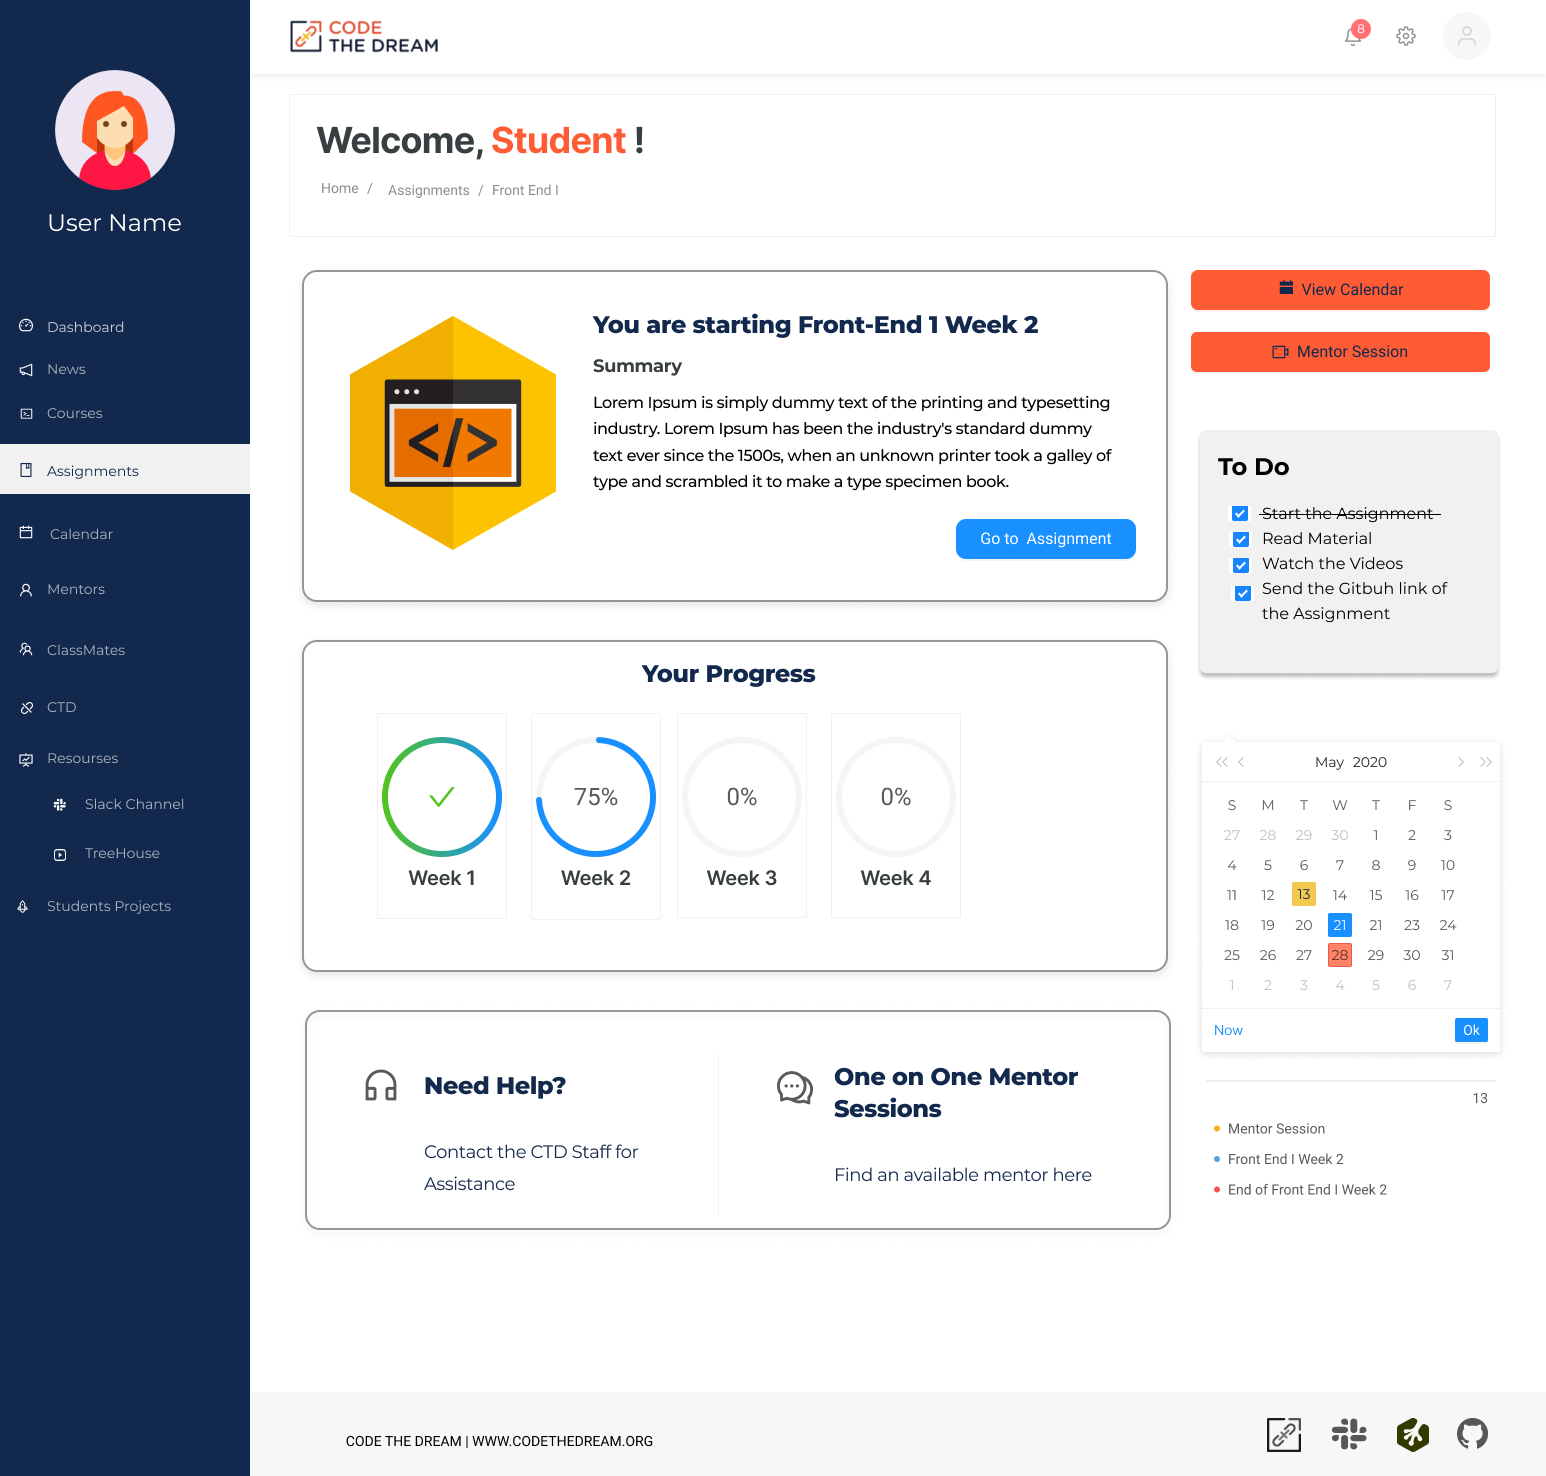 CODE
THE DREAM
8
User Name
Dashboard
News
Courses
Assignments
Calendar
Mentors
ClassMates
CTD
Resourses
Slack Channel
TreeHouse
Students Projects
Welcome, Student !
Home / Assignments / Front End I
You are starting Front-End 1 Week 2
Summary
Lorem Ipsum is simply dummy text of the printing and typesetting
industry. Lorem Ipsum has been the industry's standard dummy
text ever since the 1500s, when an unknown printer took a galley of
type and scrambled it to make a type specimen book.
Go to Assignment
</>
Your Progress
75%
0%
0%
Week 1
Week 2
Week 3
Week 4
Need Help?
Contact the CTD Staff for
Assistance
One on One Mentor
Sessions
Find an available mentor here
View Calendar
Mentor Session
To Do
Start the Assignment
Read Material
Watch the Videos
Send the Gitbuh link of
the Assignment
May 2020
S M T W T F S
27 28 29 30 1 2 3
4 5 6 7 8 9 10
11 12 13 14 15 16 17
18 19 20 21 21 23 24
25 26 27 28 29 30 31
1 2 3 4 5 6 7
Now
Ok
13
Mentor Session
Front End I Week 2
End of Front End I Week 2
CODE THE DREAM | WWW.CODETHEDREAM.ORG